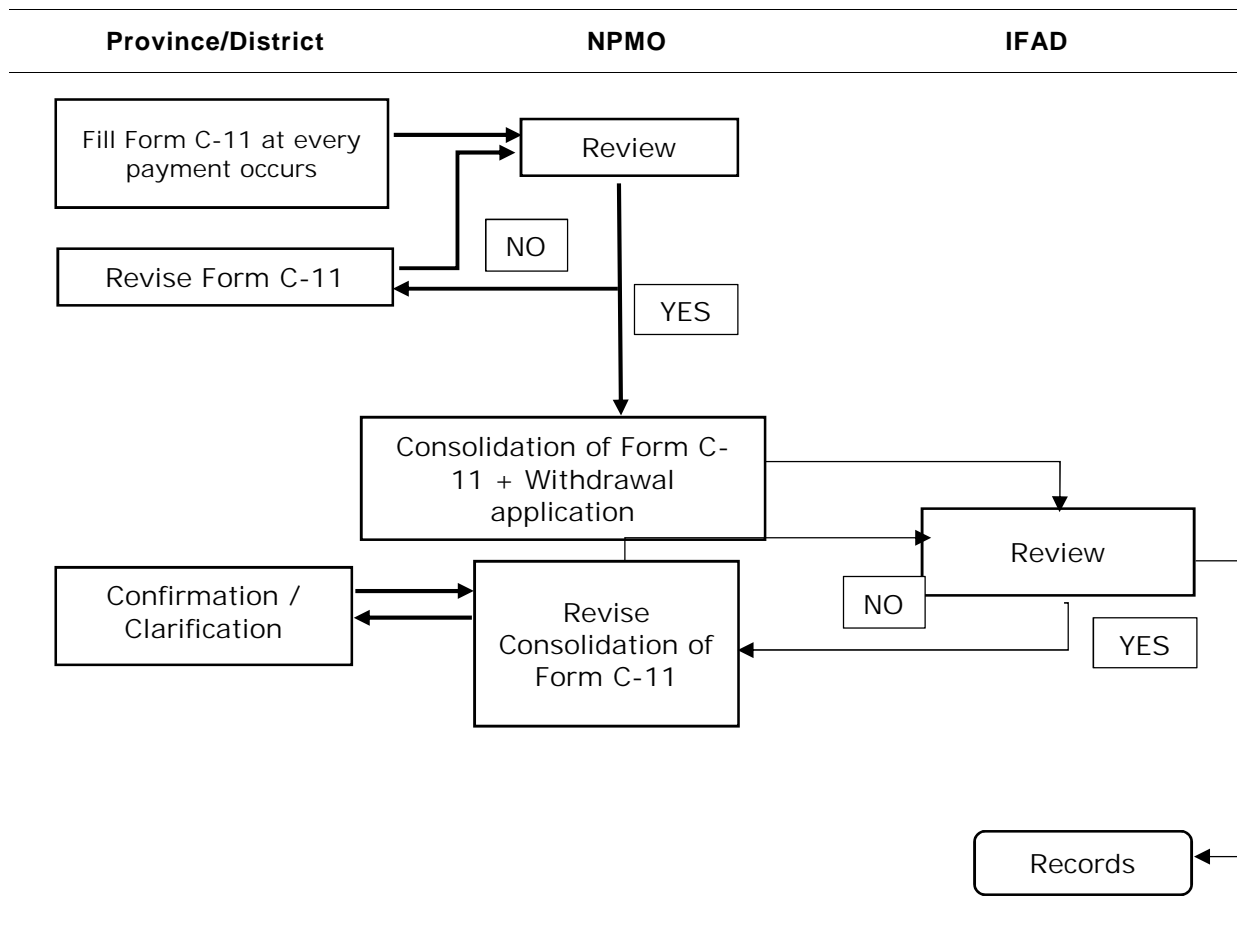 Province/District
NPMO
IFAD
Fill Form C-11 at every
payment occurs
Review
NO
Revise Form C-11
YES
Consolidation of Form C-
11 + Withdrawal
application
Review
Confirmation /
Clarification
Revise
Consolidation of
Form C-11
NO
YES
Records